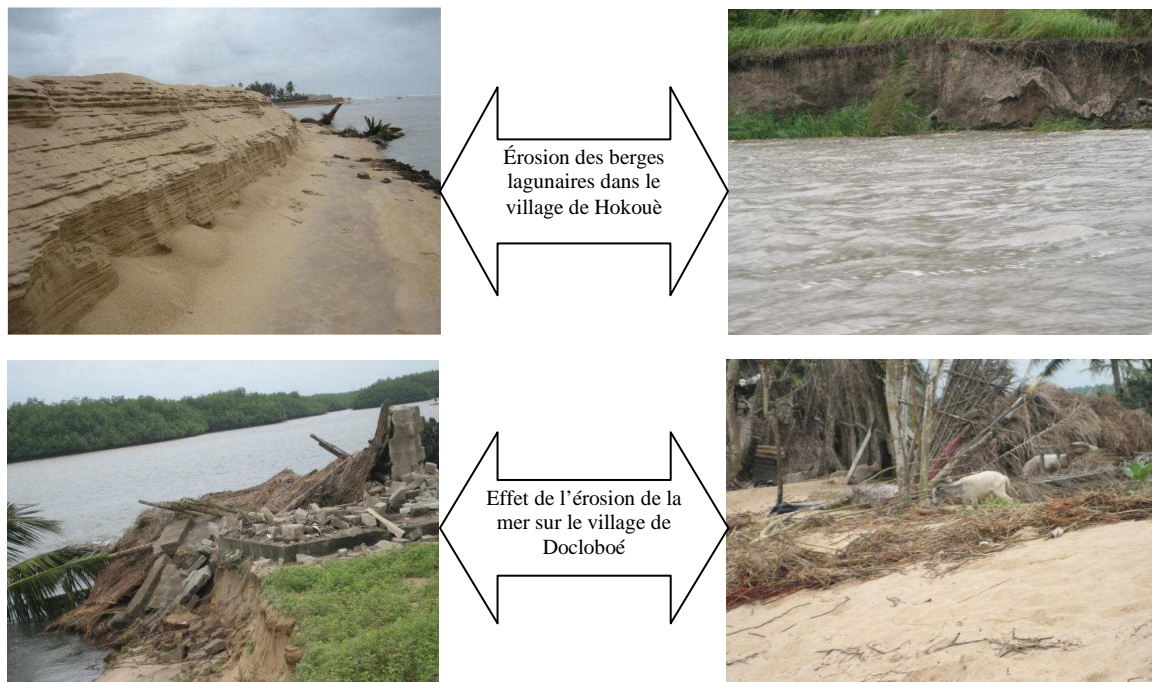 Érosion des berges
lagunaires dans le
village de Hokouè
Effet de l’érosion de la
mer sur le village de
Docloboé